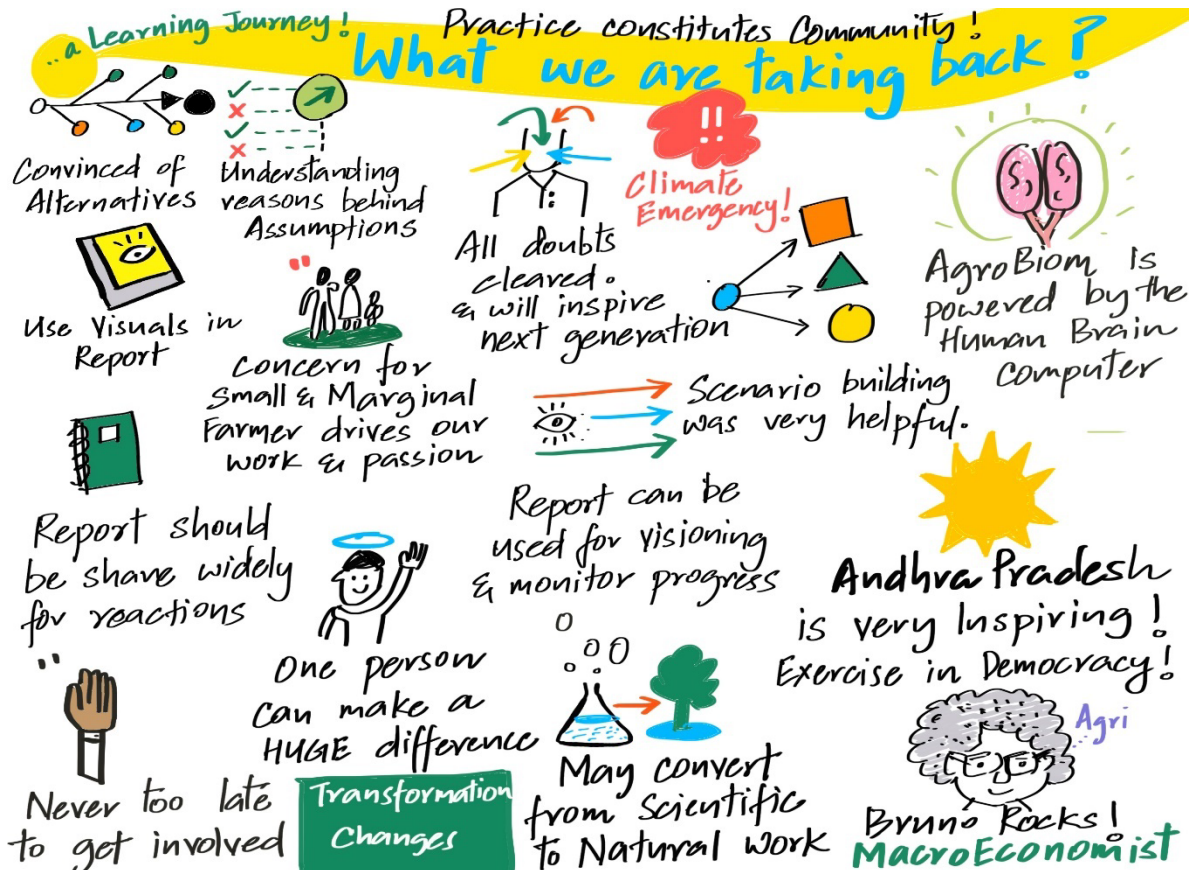 ..a Learning Journey!
Practice constitutes Community!
What we are taking back?
Convinced of
Alternatives
Understanding
reasons behind
Assumptions
All doubts
cleared.
& will inspire
next generation
!!
Climate
Emergency!
AgroBiom is
powered by the
Human Brain
Computer
Use Visuals in
Report
Concern for
Small & Marginal
Farmer drives our
work & passion
Scenario building
was very helpful.
Report should
be share widely
for reactions
One person
can make a
HUGE difference
Report can be
used for visioning
& monitor progress
Andhra Pradesh
is very Inspiring!
Exercise in Democracy!
Never too late
to get involved
Transformation
Changes
May convert
from Scientific
to Natural work
Agri
Bruno Rocks!
MacroEconomist